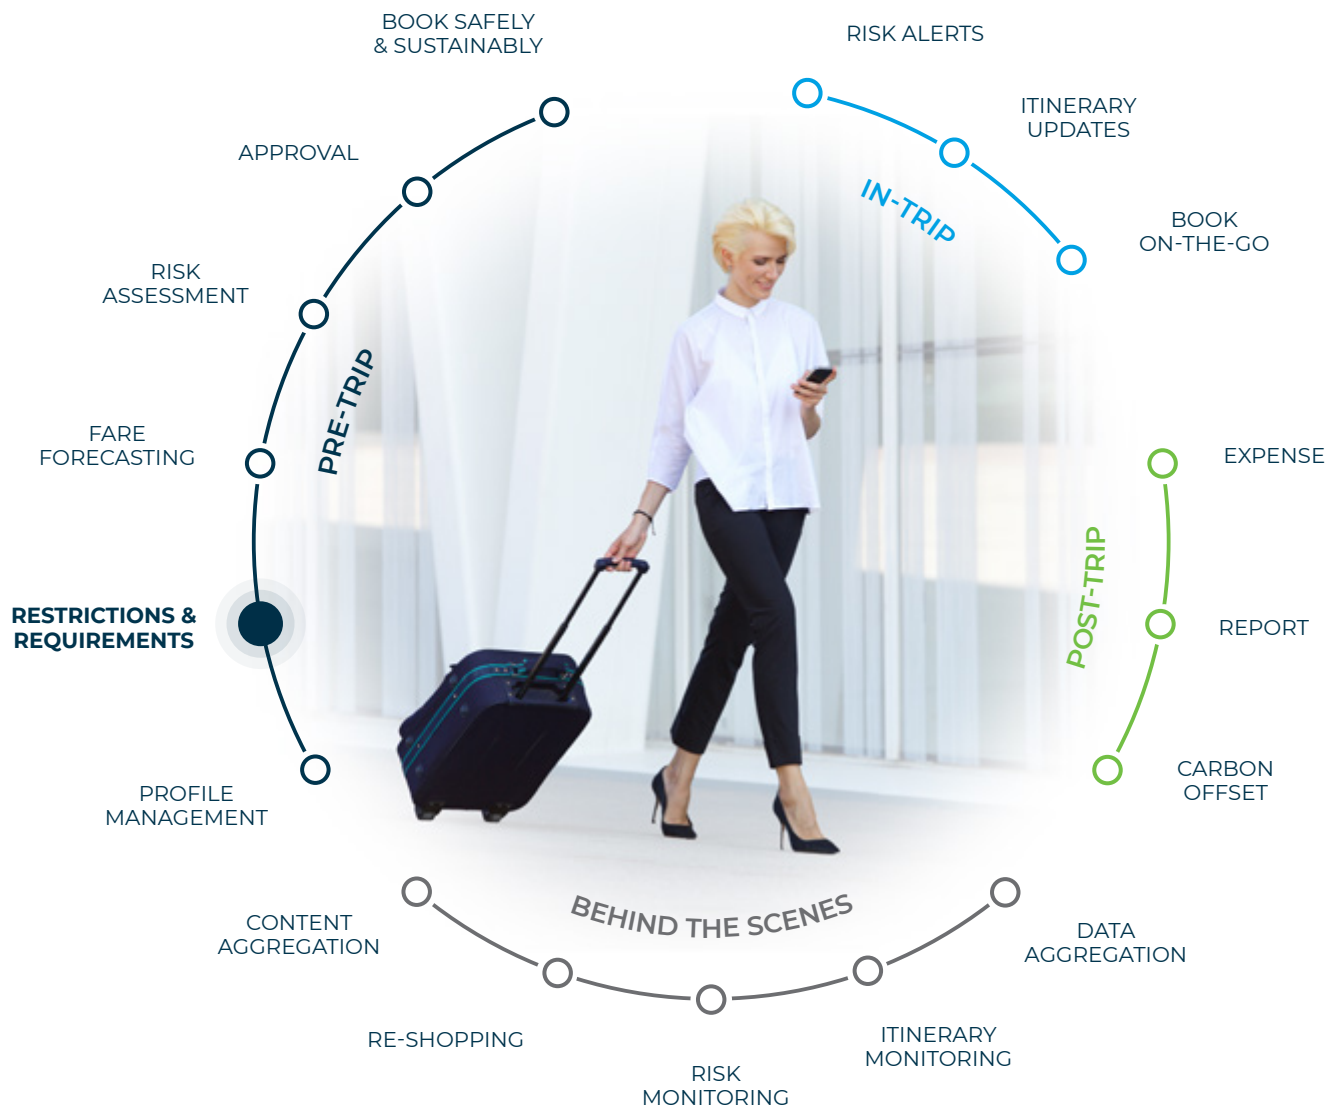 BOOK SAFELY
& SUSTAINABLY
APPROVAL
RISK
ASSESSMENT
FARE
FORECASTING
RESTRICTIONS &
REQUIREMENTS
PROFILE
MANAGEMENT
PRE-TRIP
RISK ALERTS
ITINERARY
UPDATES
BOOK
ON-THE-GO
IN-TRIP
EXPENSE
REPORT
CARBON
OFFSET
POST-TRIP
BEHIND THE SCENES
CONTENT
AGGREGATION
RE-SHOPPING
RISK
MONITORING
ITINERARY
MONITORING
DATA
AGGREGATION